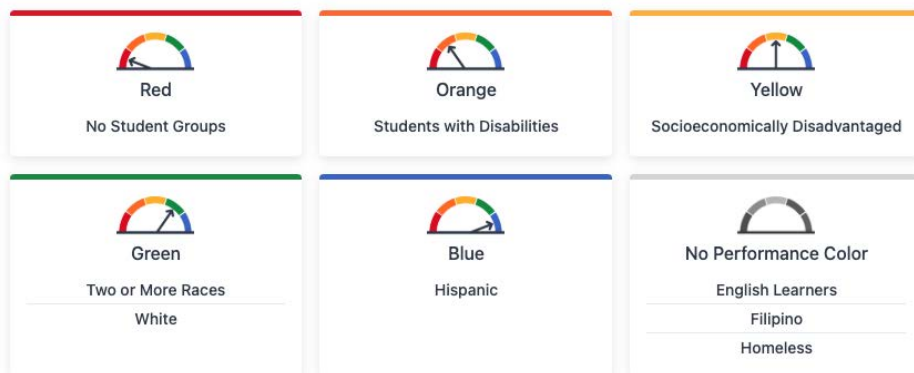 Red
No Student Groups
Orange
Students with Disabilities
Yellow
Socioeconomically Disadvantaged
Green
Two or More Races
White
Blue
Hispanic
No Performance Color
English Learners
Filipino
Homeless